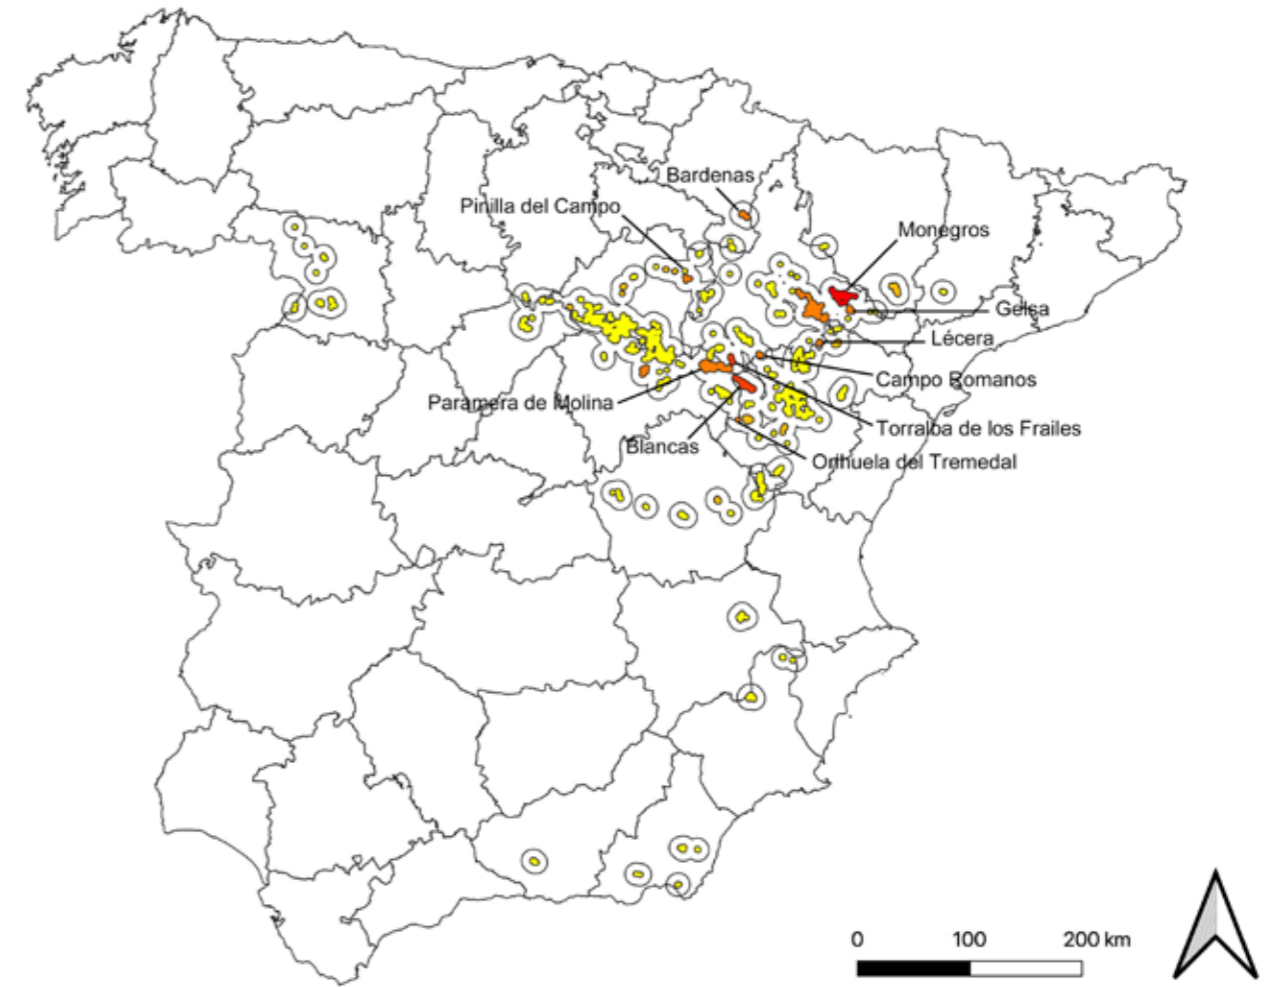 Bardenas
Pinilla del Campo
Monegros
Gelsa
Lécera
Campo Romanos
Paramera de Molina
Torralba de los Frailes
Blancas
Orihuela del Tremedal
0 100 200 km